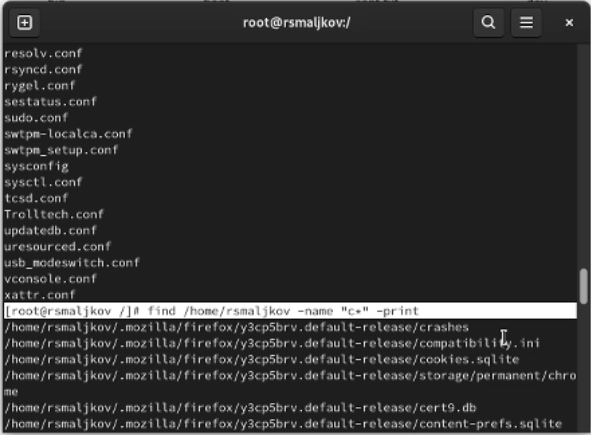 root@rsmaljkov:/
resolv.conf
rsyncd.conf
rygel.conf
sestatus.conf
sudo.conf
swtpm-localca.conf
swtpm_setup.conf
sysconfig
sysctl.conf
tcsd.conf
Trolltech.conf
updatedb.conf
uresourced.conf
usb_modeswitch.conf
vconsole.conf
xattr.conf
[root@rsmaljkov /]# find /home/rsmaljkov -name "c*" -print
/home/rsmaljkov/.mozilla/firefox/y3cp5brv.default-release/crashes
/home/rsmaljkov/.mozilla/firefox/y3cp5brv.default-release/compatibility.ini
/home/rsmaljkov/.mozilla/firefox/y3cp5brv.default-release/cookies.sqlite
/home/rsmaljkov/.mozilla/firefox/y3cp5brv.default-release/storage/permanent/chro
me
/home/rsmaljkov/.mozilla/firefox/y3cp5brv.default-release/cert9.db
/home/rsmaljkov/.mozilla/firefox/y3cp5brv.default-release/content-prefs.sqlite